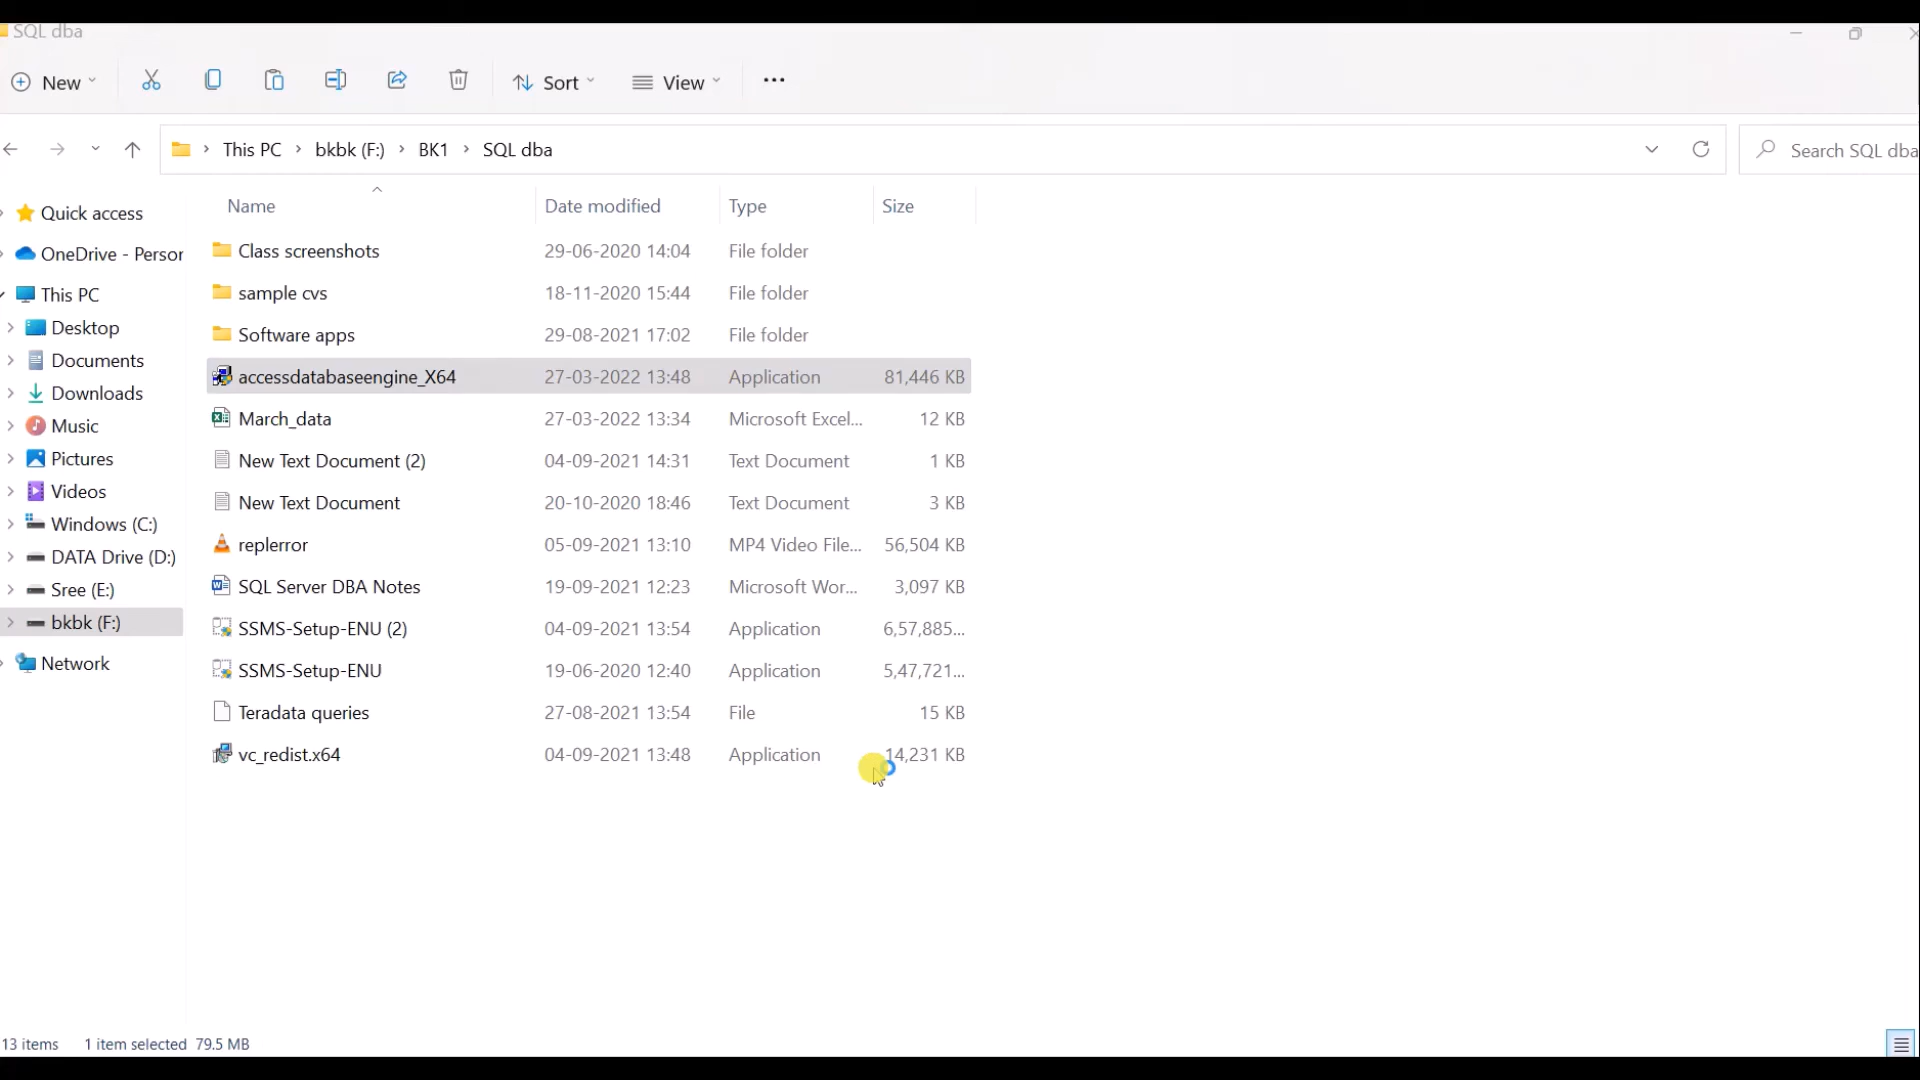 SQL dba
New Sort View
This PC bkbk (F:) BK1 SQL dba Search SQL dba
Name Date modified Type Size
Quick access
OneDrive - Persor
This PC
Desktop
Documents
Downloads
Music
Pictures
Videos
Windows (C:)
DATA Drive (D:)
Sree (E:)
bkbk (F:)
Network
Class screenshots 29-06-2020 14:04 File folder
sample cvs 18-11-2020 15:44 File folder
Software apps 29-08-2021 17:02 File folder
accessdatabaseengine_X64 27-03-2022 13:48 Application 81,446 KB
March_data 27-03-2022 13:34 Microsoft Excel... 12 KB
New Text Document (2) 04-09-2021 14:31 Text Document 1 KB
New Text Document 20-10-2020 18:46 Text Document 3 KB
replerror 05-09-2021 13:10 MP4 Video File... 56,504 KB
SQL Server DBA Notes 19-09-2021 12:23 Microsoft Wor... 3,097 KB
SSMS-Setup-ENU (2) 04-09-2021 13:54 Application 6,57,885...
SSMS-Setup-ENU 19-06-2020 12:40 Application 5,47,721...
Teradata queries 27-08-2021 13:54 File 15 KB
vc_redist.x64 04-09-2021 13:48 Application 14,231 KB
13 items 1 item selected 79.5 MB